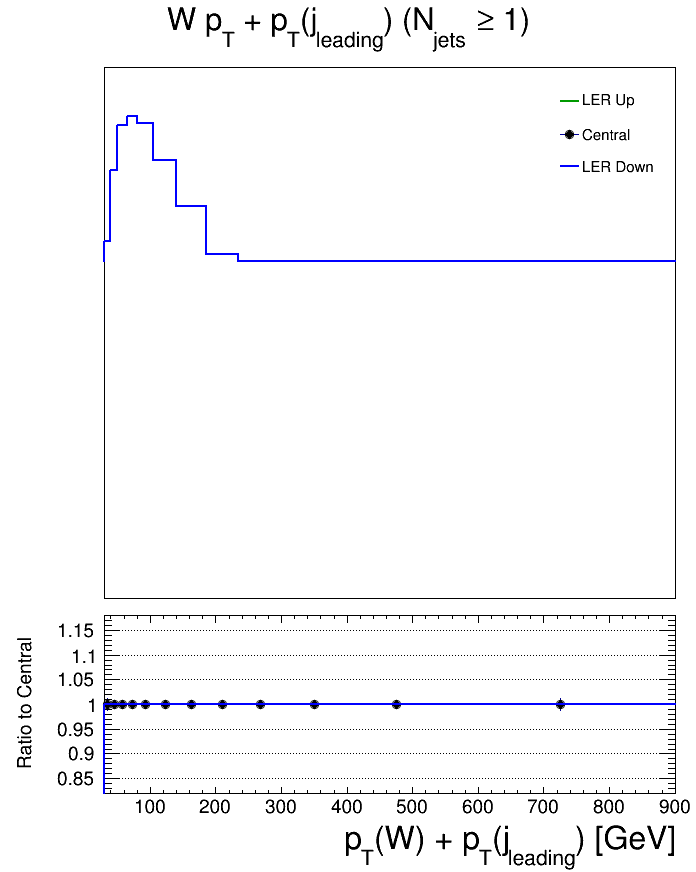 W p_T + p_T(j_leading) (N_jets ≥ 1)
LER Up
Central
LER Down
Ratio to Central
1.15
1.1
1.05
1
0.95
0.9
0.85
100 200 300 400 500 600 700 800 900
p_T(W) + p_T(j_leading) [GeV]